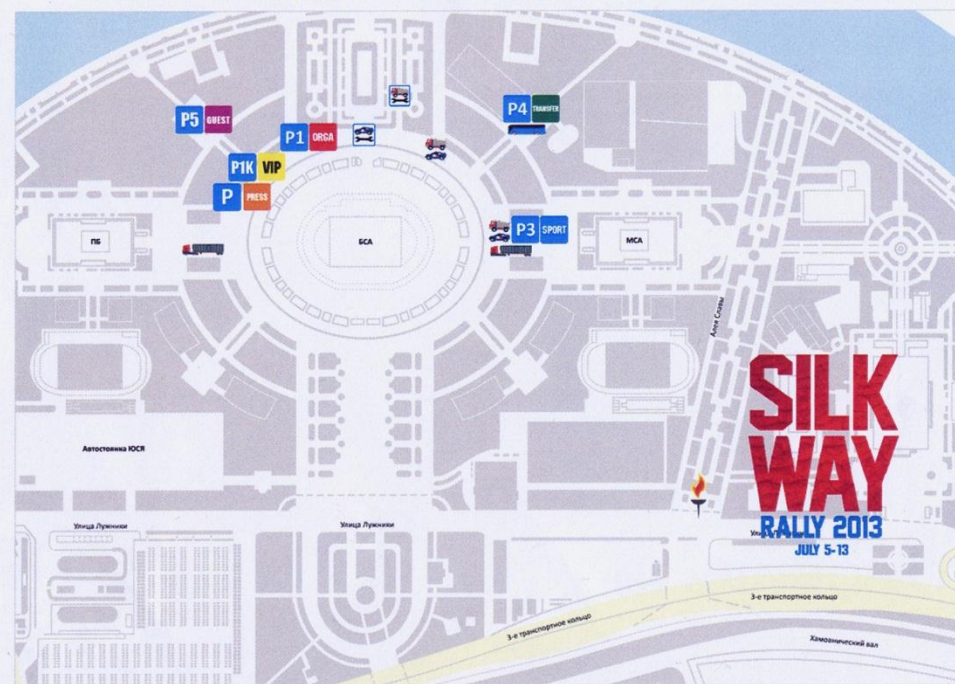 P5 GUEST
P1 ORGA
P4 TRANSFER
P1K VIP
P PRESS
P3 SPORT
ПБ
БСА
МСА
Алея Славы
SILK
WAY
RALLY 2013
JULY 5-13
Автостоянка ЮСЯ
Улица Лужники
Улица Лужники
3-е транспортное кольцо
3-е транспортное кольцо
Хамовнический вал